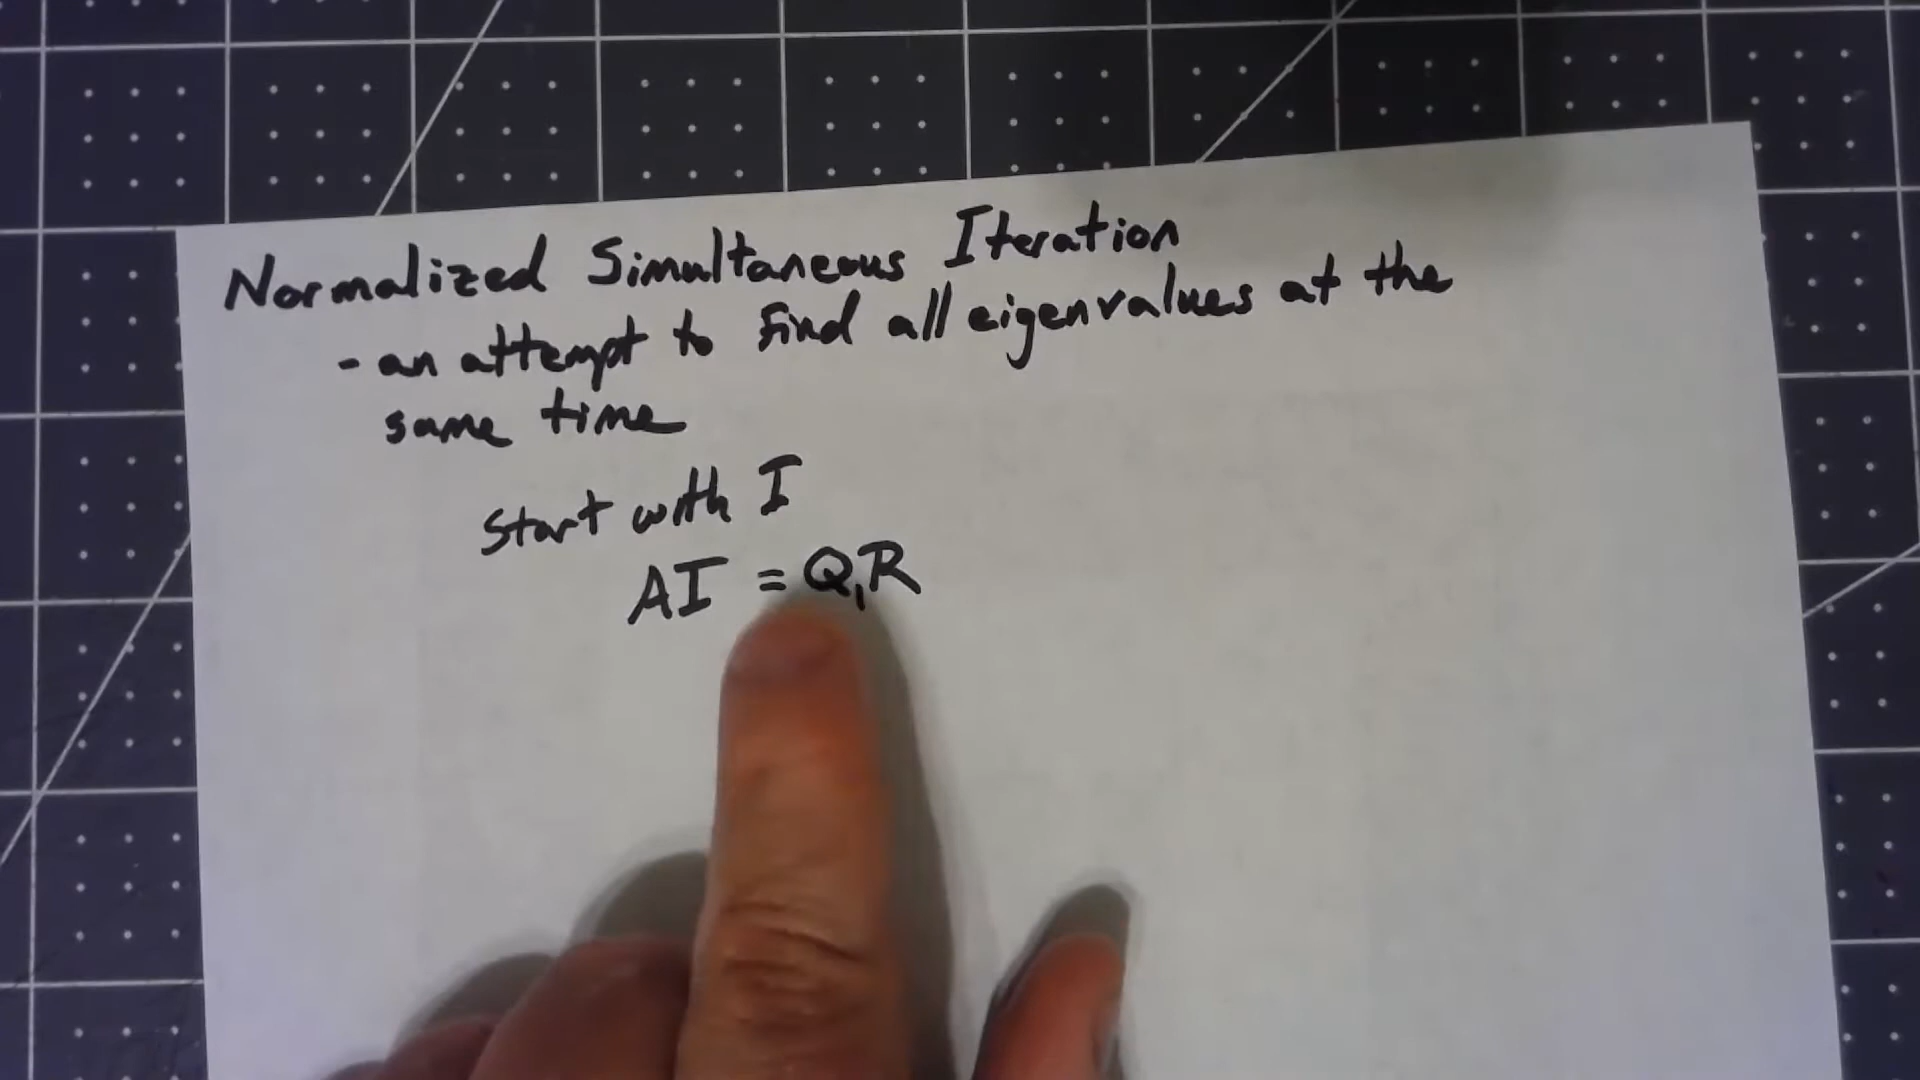 Normalized Simultaneous Iteration
- an attempt to find all eigenvalues at the
same time
Start with I
AI = Q₁R